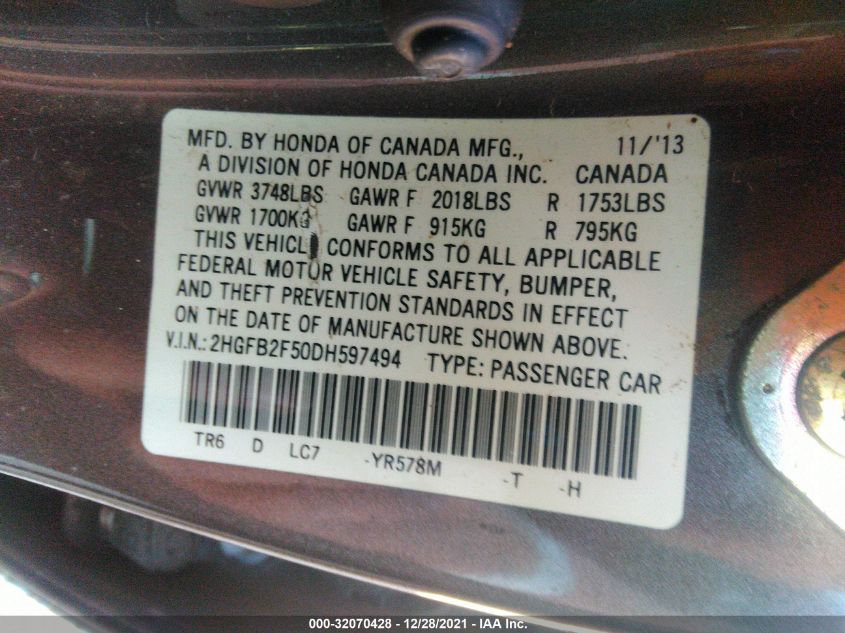 MFD. BY HONDA OF CANADA MFG., 11/'13
A DIVISION OF HONDA CANADA INC. CANADA
GVWR 3748LBS GAWR F 2018LBS R 1753LBS
GVWR 1700KG GAWR F 915KG R 795KG
THIS VEHICLE CONFORMS TO ALL APPLICABLE
FEDERAL MOTOR VEHICLE SAFETY, BUMPER,
AND THEFT PREVENTION STANDARDS IN EFFECT
ON THE DATE OF MANUFACTURE SHOWN ABOVE.
V.I.N.: 2HGFB2F50DH597494 TYPE: PASSENGER CAR
TR6 D LC7 -YR578M -T -H
000-32070428 - 12/28/2021 - IAA Inc.